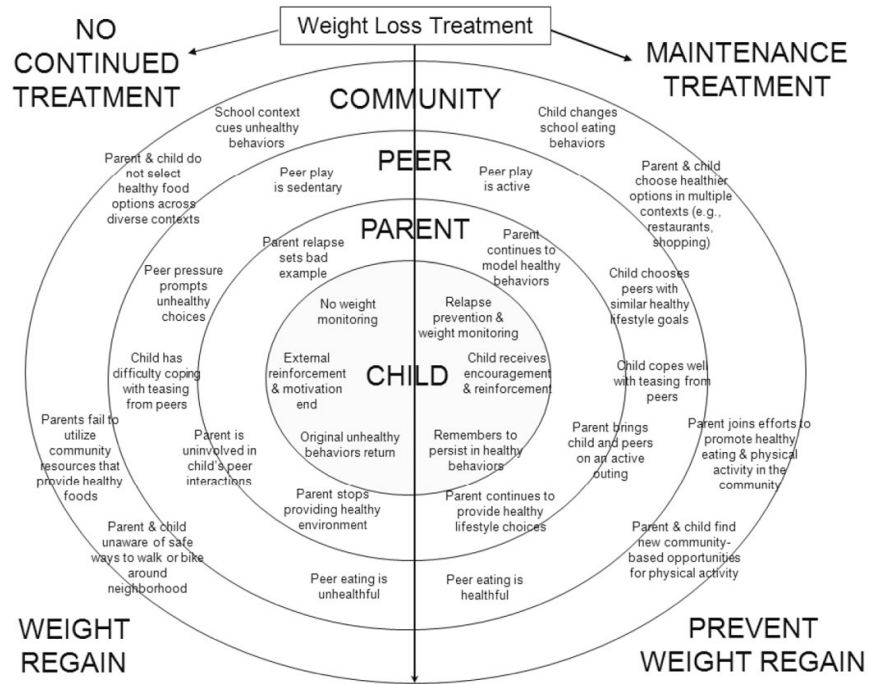 Weight Loss Treatment
NO
CONTINUED
TREATMENT
MAINTENANCE
TREATMENT
COMMUNITY
School context
cues unhealthy
behaviors
Child changes
school eating
behaviors
Parent & child do
not select
healthy food
options across
diverse contexts
Parent & child
choose healthier
options in multiple
contexts (e.g.,
restaurants,
shopping)
PEER
Peer play
is sedentary
Peer play
is active
Peer pressure
prompts
unhealthy
choices
Child chooses
peers with
similar healthy
lifestyle goals
PARENT
Parent relapse
sets bad
example
Parent
continues to
model healthy
behaviors
No weight
monitoring
Relapse
prevention &
weight monitoring
CHILD
External
reinforcement
& motivation
end
Child receives
encouragement
& reinforcement
Child has
difficulty coping
with teasing
from peers
Child copes well
with teasing from
peers
Original unhealthy
behaviors return
Remembers to
persist in healthy
behaviors
Parents fail to
utilize
community
resources that
provide healthy
foods
Parent is
uninvolved in
child's peer
interactions
Parent brings
child and peers
on an active
outing
Parent joins efforts to
promote healthy
eating & physical
activity in the
community
Parent stops
providing healthy
environment
Parent continues to
provide healthy
lifestyle choices
Parent & child
unaware of safe
ways to walk or bike
around
neighborhood
Parent & child find
new community-
based opportunities
for physical activity
Peer eating is
unhealthful
Peer eating is
healthful
WEIGHT
REGAIN
PREVENT
WEIGHT REGAIN